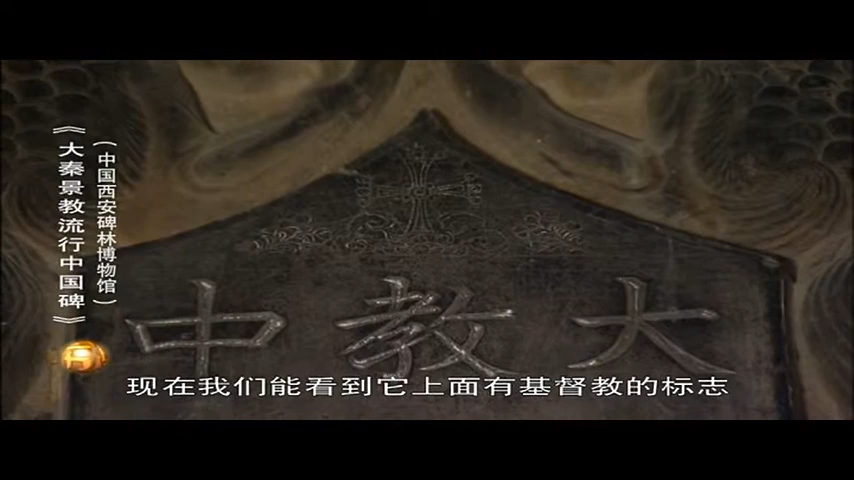 《大秦景教流行中国碑》
(中国西安碑林博物馆)
大教中
现在我们能看到它上面有基督教的标志